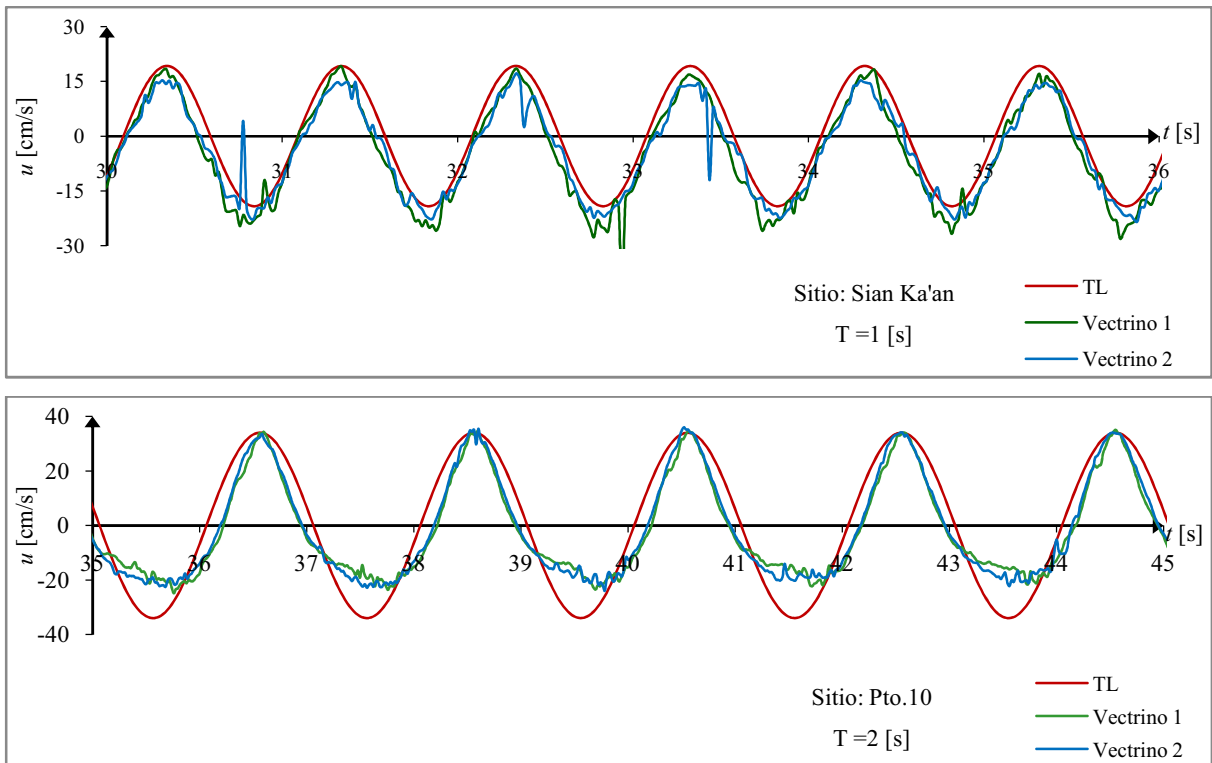 30
15
0
-15
-30
u [cm/s]
30 31 32 33 34 35 36
t [s]
Sitio: Sian Ka'an
T =1 [s]
TL
Vectrino 1
Vectrino 2
40
20
0
-20
-40
u [cm/s]
35 36 37 38 39 40 41 42 43 44 45
t [s]
Sitio: Pto.10
T =2 [s]
TL
Vectrino 1
Vectrino 2